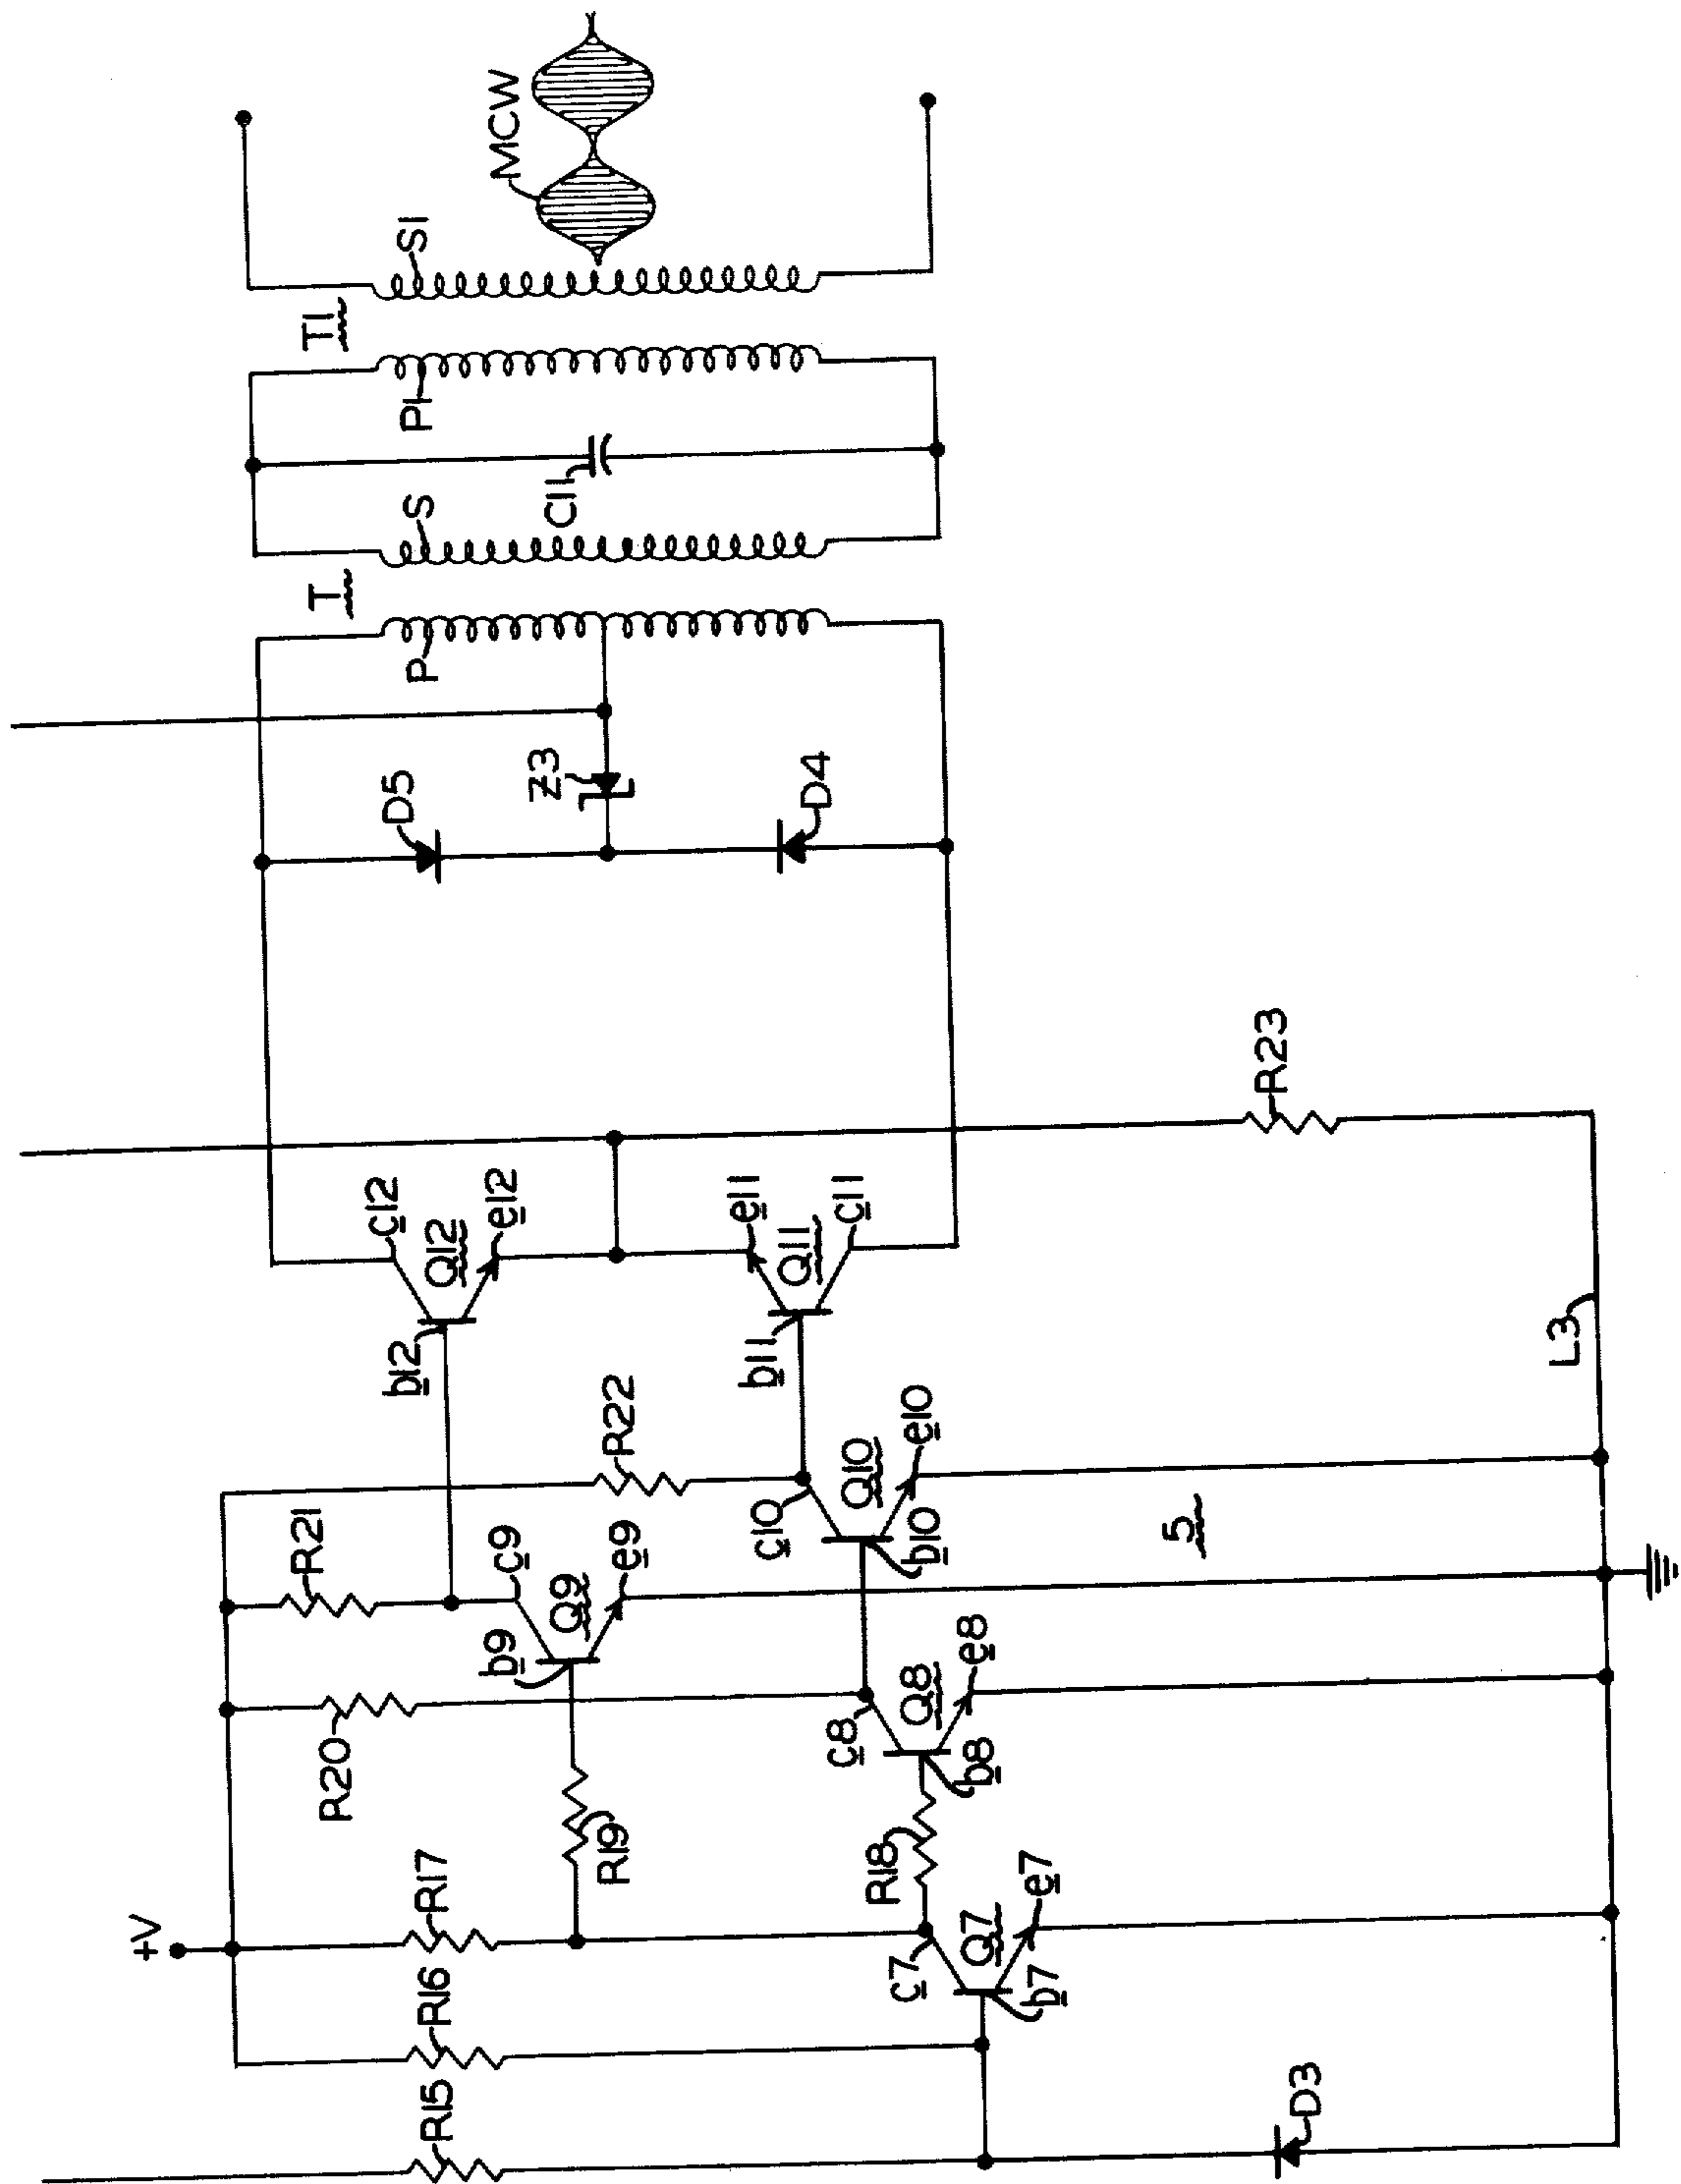 MCW
S1
T1
P1
C11
S
T
P
D5
Z3
D4
R23
c12
Q12
e12
b12
e11
Q11
c11
b11
L3
R22
R21
c10
Q10
e10
b10
5
c9
Q9
e9
b9
R20
c8
Q8
e8
b8
R19
R18
+V
R17
R16
R15
c7
Q7
e7
b7
D3